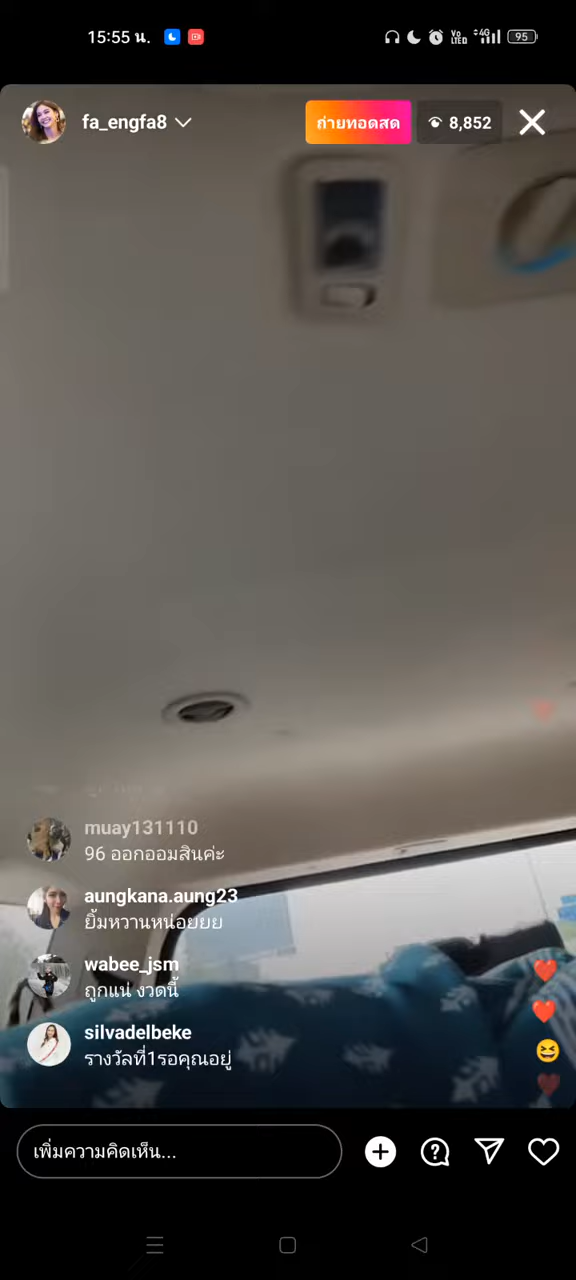 15:55 น.
Vo LTED 4G 95
fa_engfa8
ถ่ายทอดสด
8,852
muay131110
96 ออกออมสินค่ะ
aungkana.aung23
ยิ้มหวานหน่อยยย
wabee_jsm
ถูกแน่ งวดนี้
silvadelbeke
รางวัลที่1รอคุณอยู่
เพิ่มความคิดเห็น...